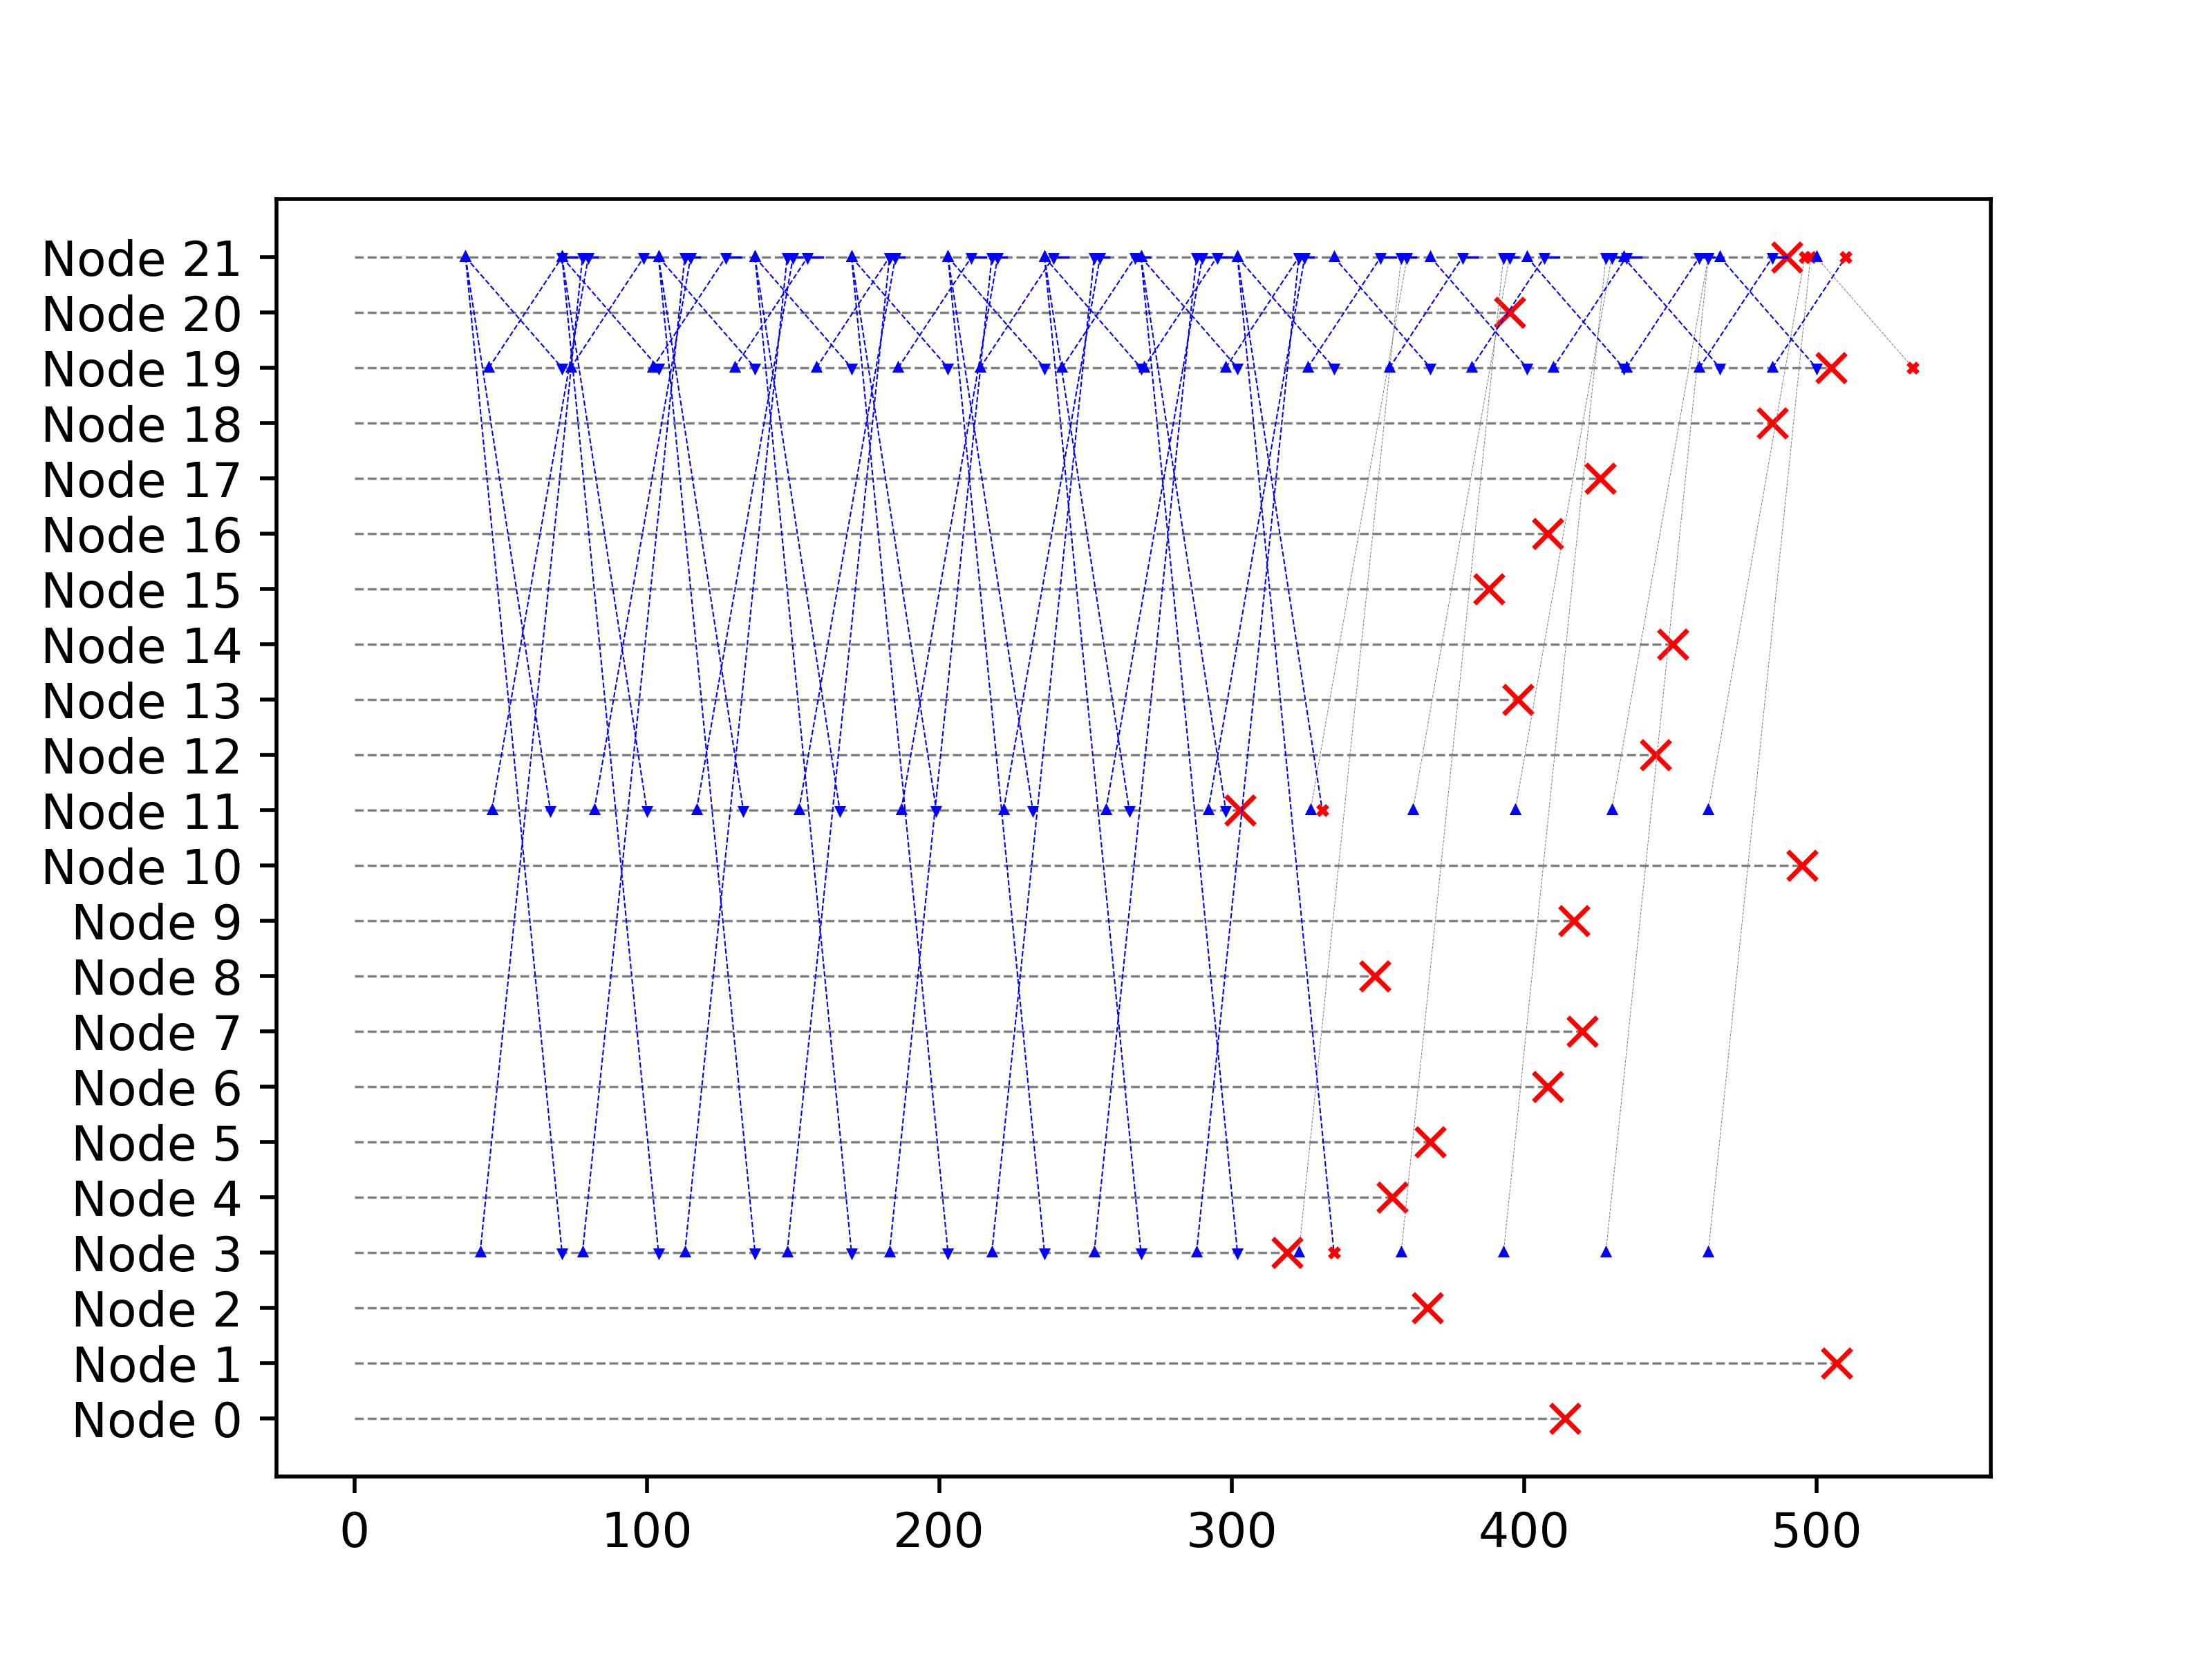 Node 21
Node 20
Node 19
Node 18
Node 17
Node 16
Node 15
Node 14
Node 13
Node 12
Node 11
Node 10
Node 9
Node 8
Node 7
Node 6
Node 5
Node 4
Node 3
Node 2
Node 1
Node 0
0 100 200 300 400 500